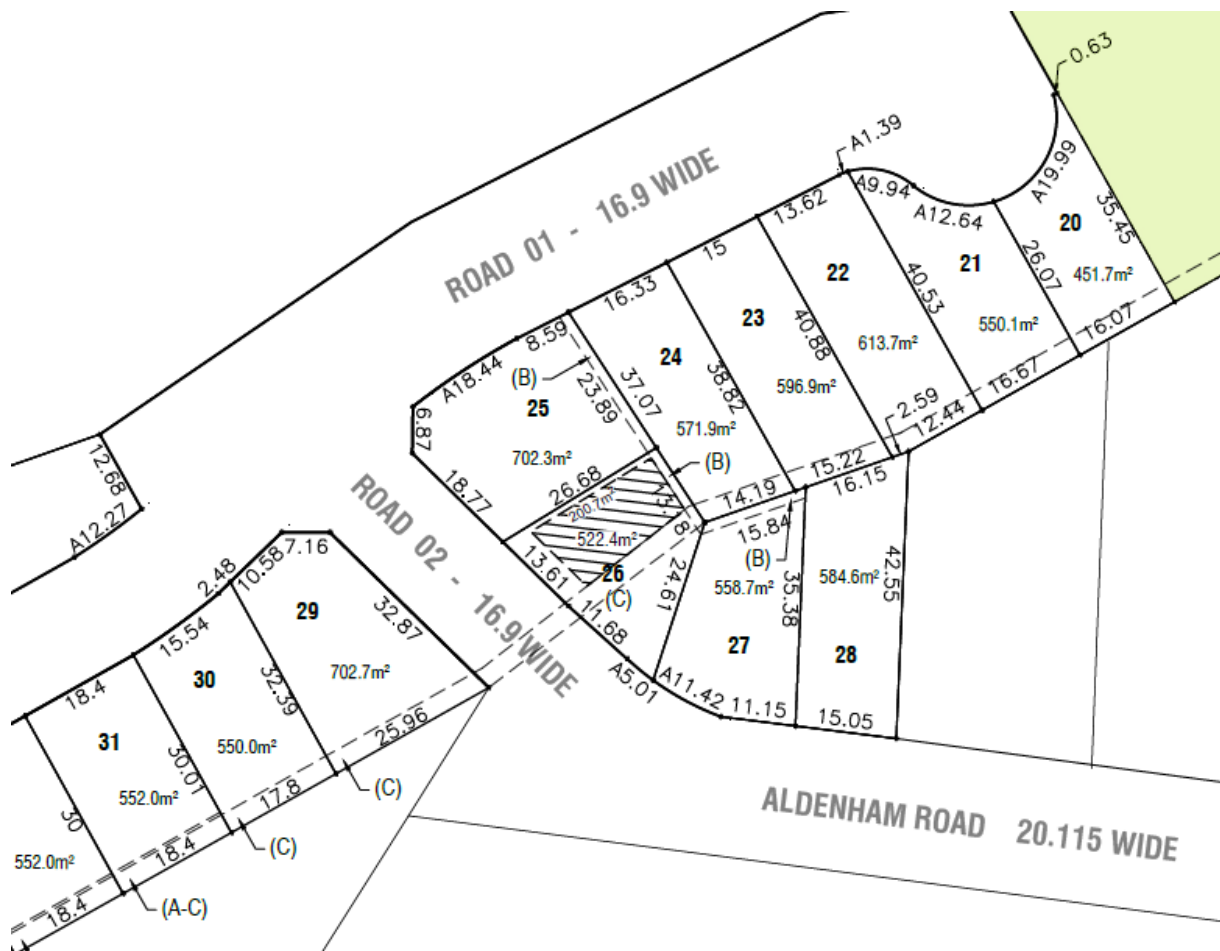 0.63
A1.39
ROAD 01 - 16.9 WIDE
A9.94
A12.64
A19.99
20
35.45
451.7m²
16.07
21
26.07
550.1m²
16.67
13.62
22
40.53
613.7m²
2.59
12.44
15
23
40.88
596.9m²
15.22
16.33
24
38.82
571.9m²
14.19
37.07
(B)
8.59
A18.44
(B)
23.89
25
702.3m²
6.87
18.77
26.68
200.7m²
522.4m²
26
(C)
13.61
11.68
A5.01
ROAD 02 - 16.9 WIDE
15.84
(B)
16.15
24.61
558.7m²
35.38
27
A11.42
11.15
584.6m²
42.55
28
15.05
12.68
A12.27
2.48
10.58
7.16
29
32.87
702.7m²
25.96
(C)
15.54
30
32.39
550.0m²
17.8
(C)
18.4
31
30.01
552.0m²
18.4
(A-C)
30
552.0m²
18.4
ALDENHAM ROAD 20.115 WIDE